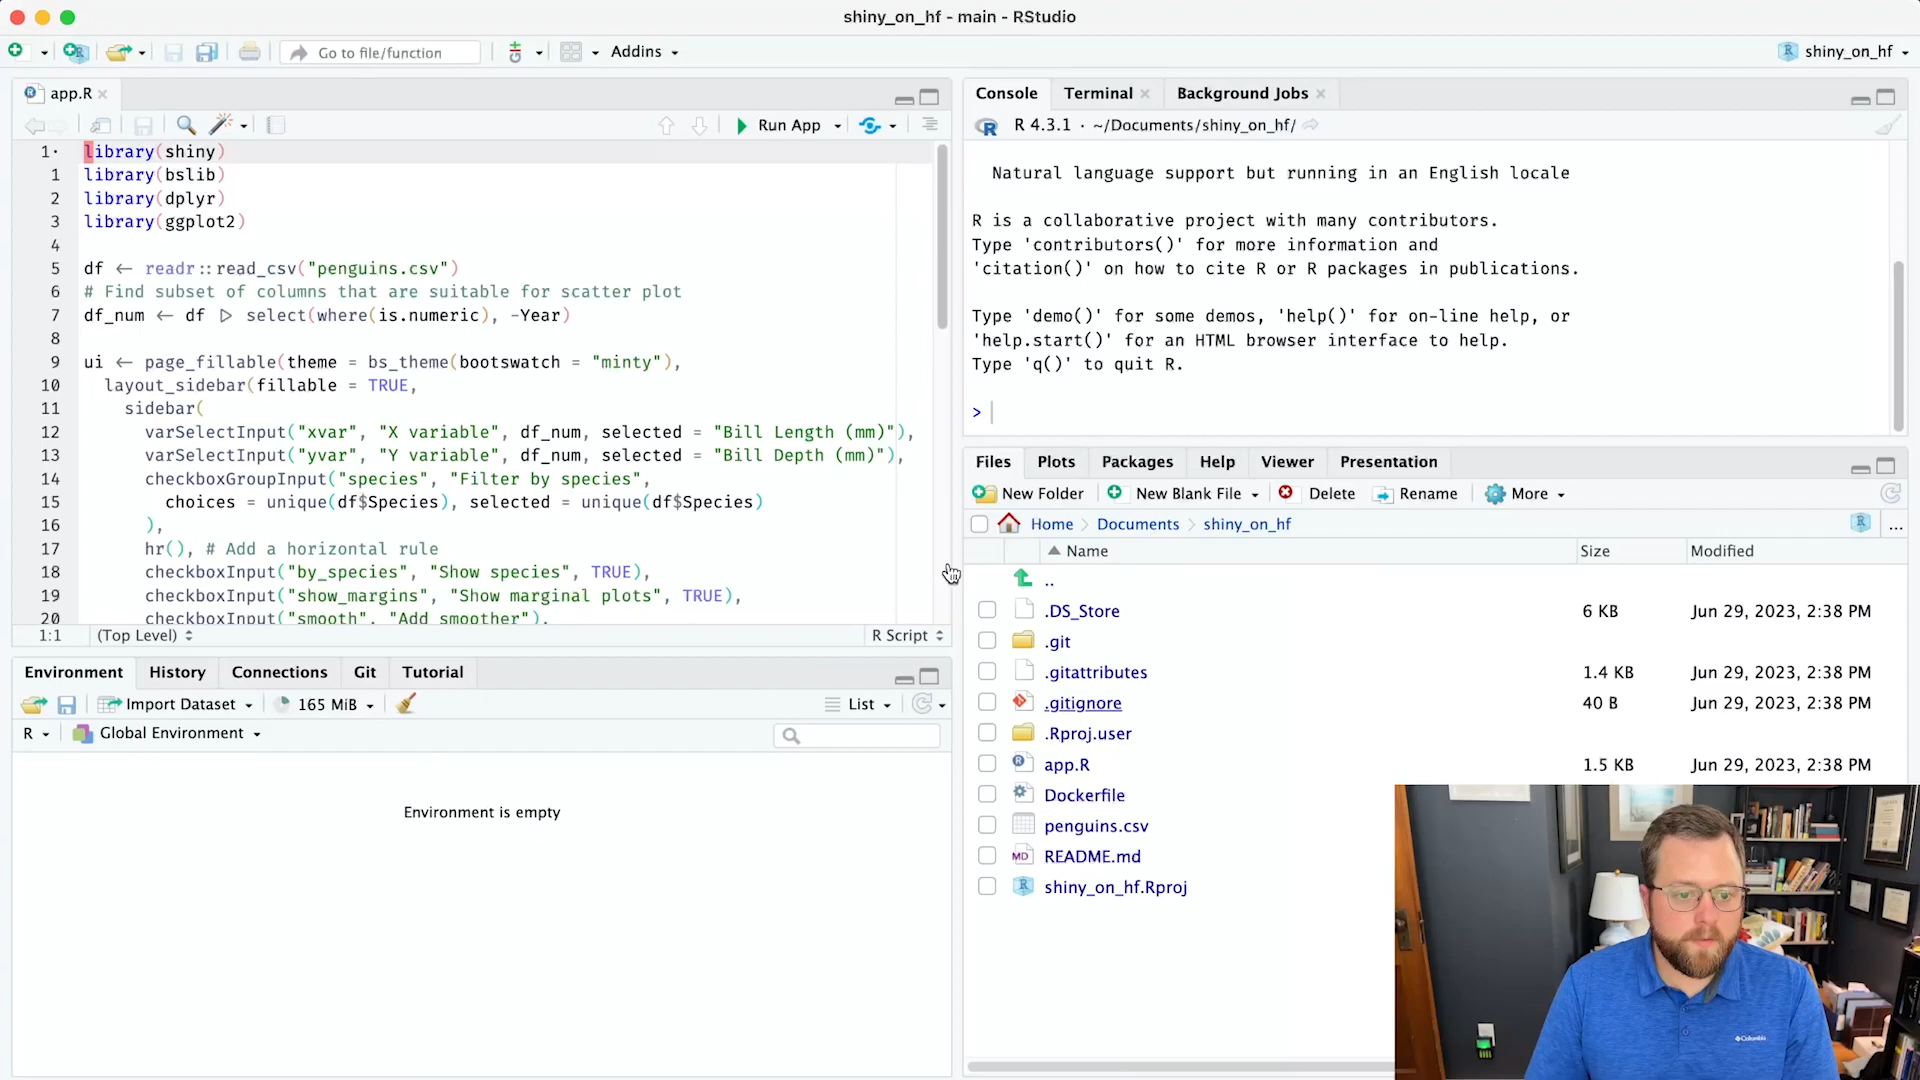 shiny_on_hf - main - RStudio
Go to file/function
Addins
shiny_on_hf
app.R
Run App
1 library(shiny)
1 library(bslib)
2 library(dplyr)
3 library(ggplot2)
4
5 df ← readr::read_csv("penguins.csv")
6 # Find subset of columns that are suitable for scatter plot
7 df_num ← df ▷ select(where(is.numeric), -Year)
8
9 ui ← page_fillable(theme = bs_theme(bootswatch = "minty"),
10 layout_sidebar(fillable = TRUE,
11 sidebar(
12 varSelectInput("xvar", "X variable", df_num, selected = "Bill Length (mm)"),
13 varSelectInput("yvar", "Y variable", df_num, selected = "Bill Depth (mm)"),
14 checkboxGroupInput("species", "Filter by species",
15 choices = unique(df$Species), selected = unique(df$Species)
16 ),
17 hr(), # Add a horizontal rule
18 checkboxInput("by_species", "Show species", TRUE),
19 checkboxInput("show_margins", "Show marginal plots", TRUE),
20 checkboxInput("smooth", "Add smoother"),
1:1 (Top Level) R Script
Environment History Connections Git Tutorial
Import Dataset 165 MiB List
R Global Environment
Environment is empty
Console Terminal Background Jobs
R 4.3.1 · ~/Documents/shiny_on_hf/
Natural language support but running in an English locale
R is a collaborative project with many contributors.
Type 'contributors()' for more information and
'citation()' on how to cite R or R packages in publications.
Type 'demo()' for some demos, 'help()' for on-line help, or
'help.start()' for an HTML browser interface to help.
Type 'q()' to quit R.
>
Files Plots Packages Help Viewer Presentation
New Folder New Blank File Delete Rename More
Home Documents shiny_on_hf ...
Name Size Modified
..
.DS_Store 6 KB Jun 29, 2023, 2:38 PM
.git
.gitattributes 1.4 KB Jun 29, 2023, 2:38 PM
.gitignore 40 B Jun 29, 2023, 2:38 PM
.Rproj.user
app.R 1.5 KB Jun 29, 2023, 2:38 PM
Dockerfile
penguins.csv
MD README.md
shiny_on_hf.Rproj
Columbia